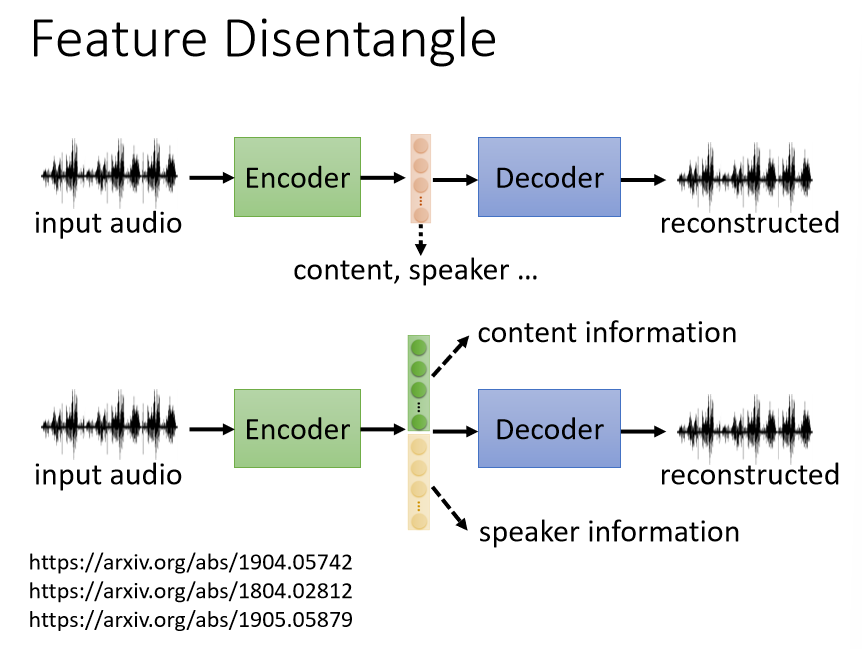 Feature Disentangle
Encoder
Decoder
input audio
reconstructed
content, speaker …
content information
Encoder
Decoder
input audio
reconstructed
speaker information
https://arxiv.org/abs/1904.05742
https://arxiv.org/abs/1804.02812
https://arxiv.org/abs/1905.05879